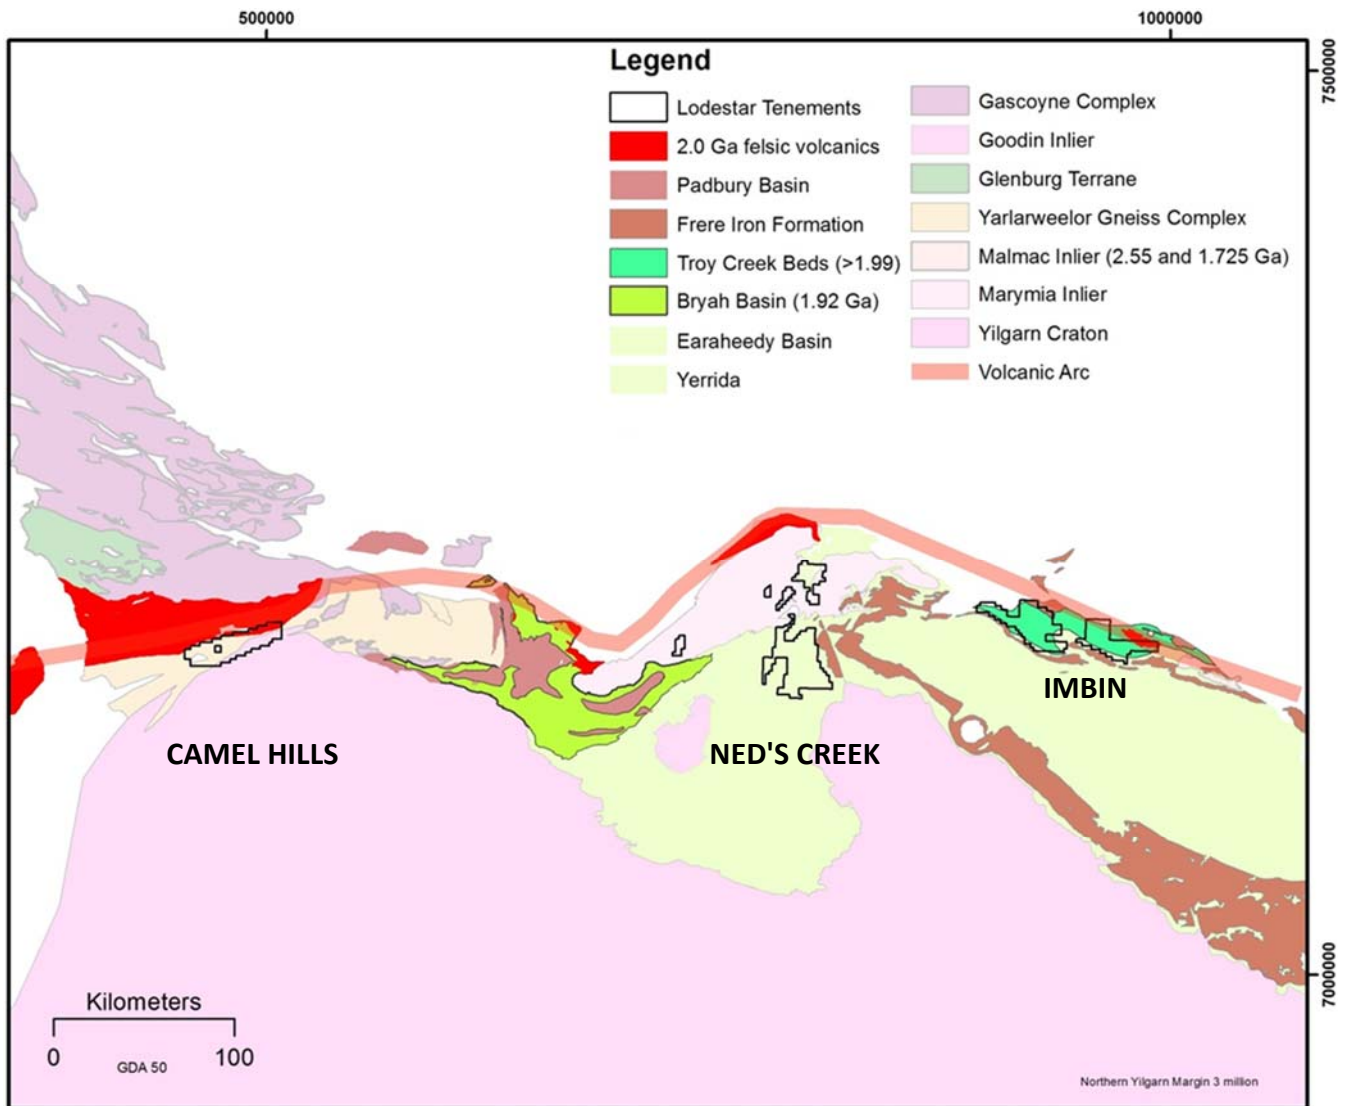 500000
1000000
7500000
Legend
Lodestar Tenements
2.0 Ga felsic volcanics
Padbury Basin
Frere Iron Formation
Troy Creek Beds (>1.99)
Bryah Basin (1.92 Ga)
Earaheedy Basin
Yerrida
Gascoyne Complex
Goodin Inlier
Glenburg Terrane
Yarlarweelor Gneiss Complex
Malmac Inlier (2.55 and 1.725 Ga)
Marymia Inlier
Yilgarn Craton
Volcanic Arc
IMBIN
CAMEL HILLS
NED'S CREEK
7000000
Kilometers
0
100
GDA 50
Northern Yilgarn Margin 3 million